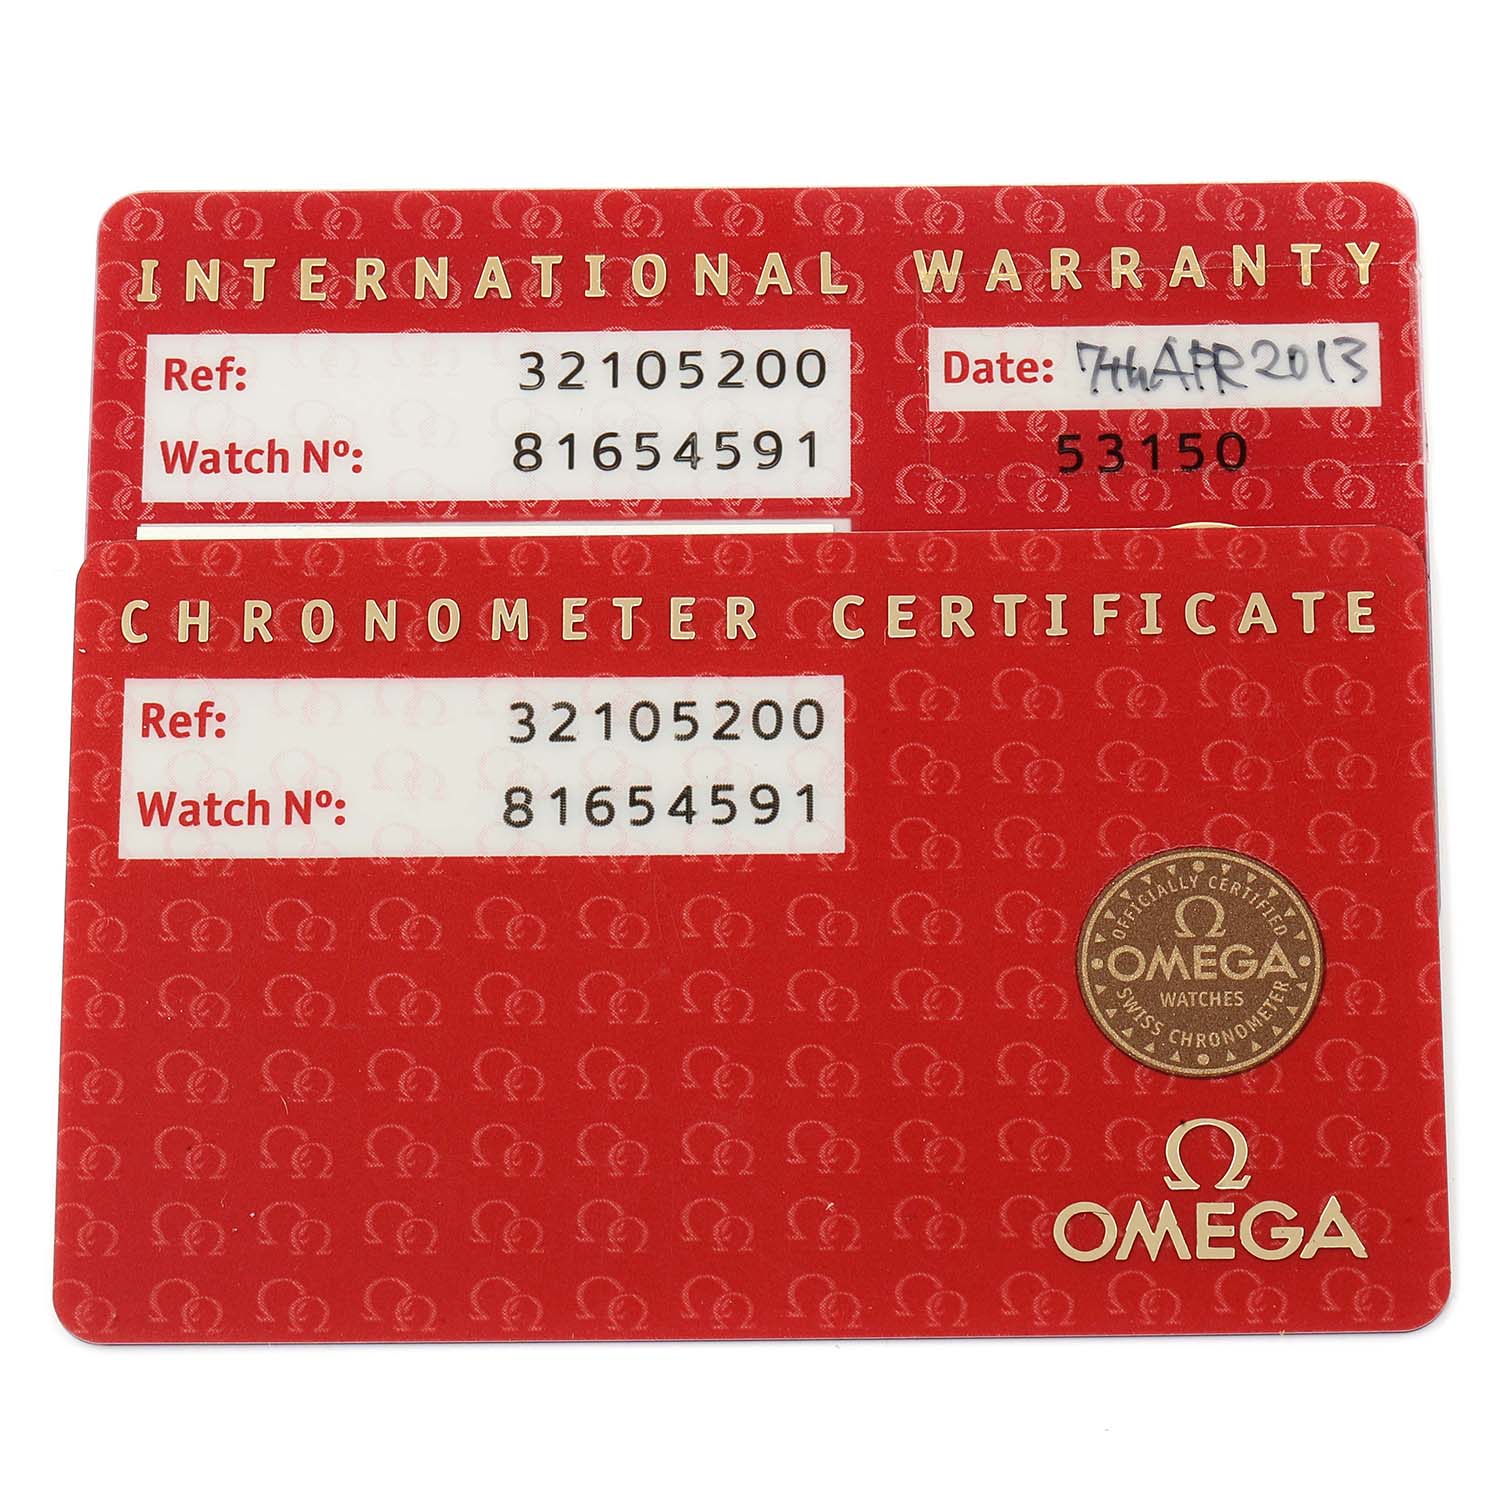 INTERNATIONAL WARRANTY
Ref: 32105200
Date: 7th APR 2013
Watch Nº: 81654591
53150
CHRONOMETER CERTIFICATE
Ref: 32105200
Watch Nº: 81654591
OFFICIALLY CERTIFIED
Ω
OMEGA
WATCHES
SWISS CHRONOMETER
Ω
OMEGA